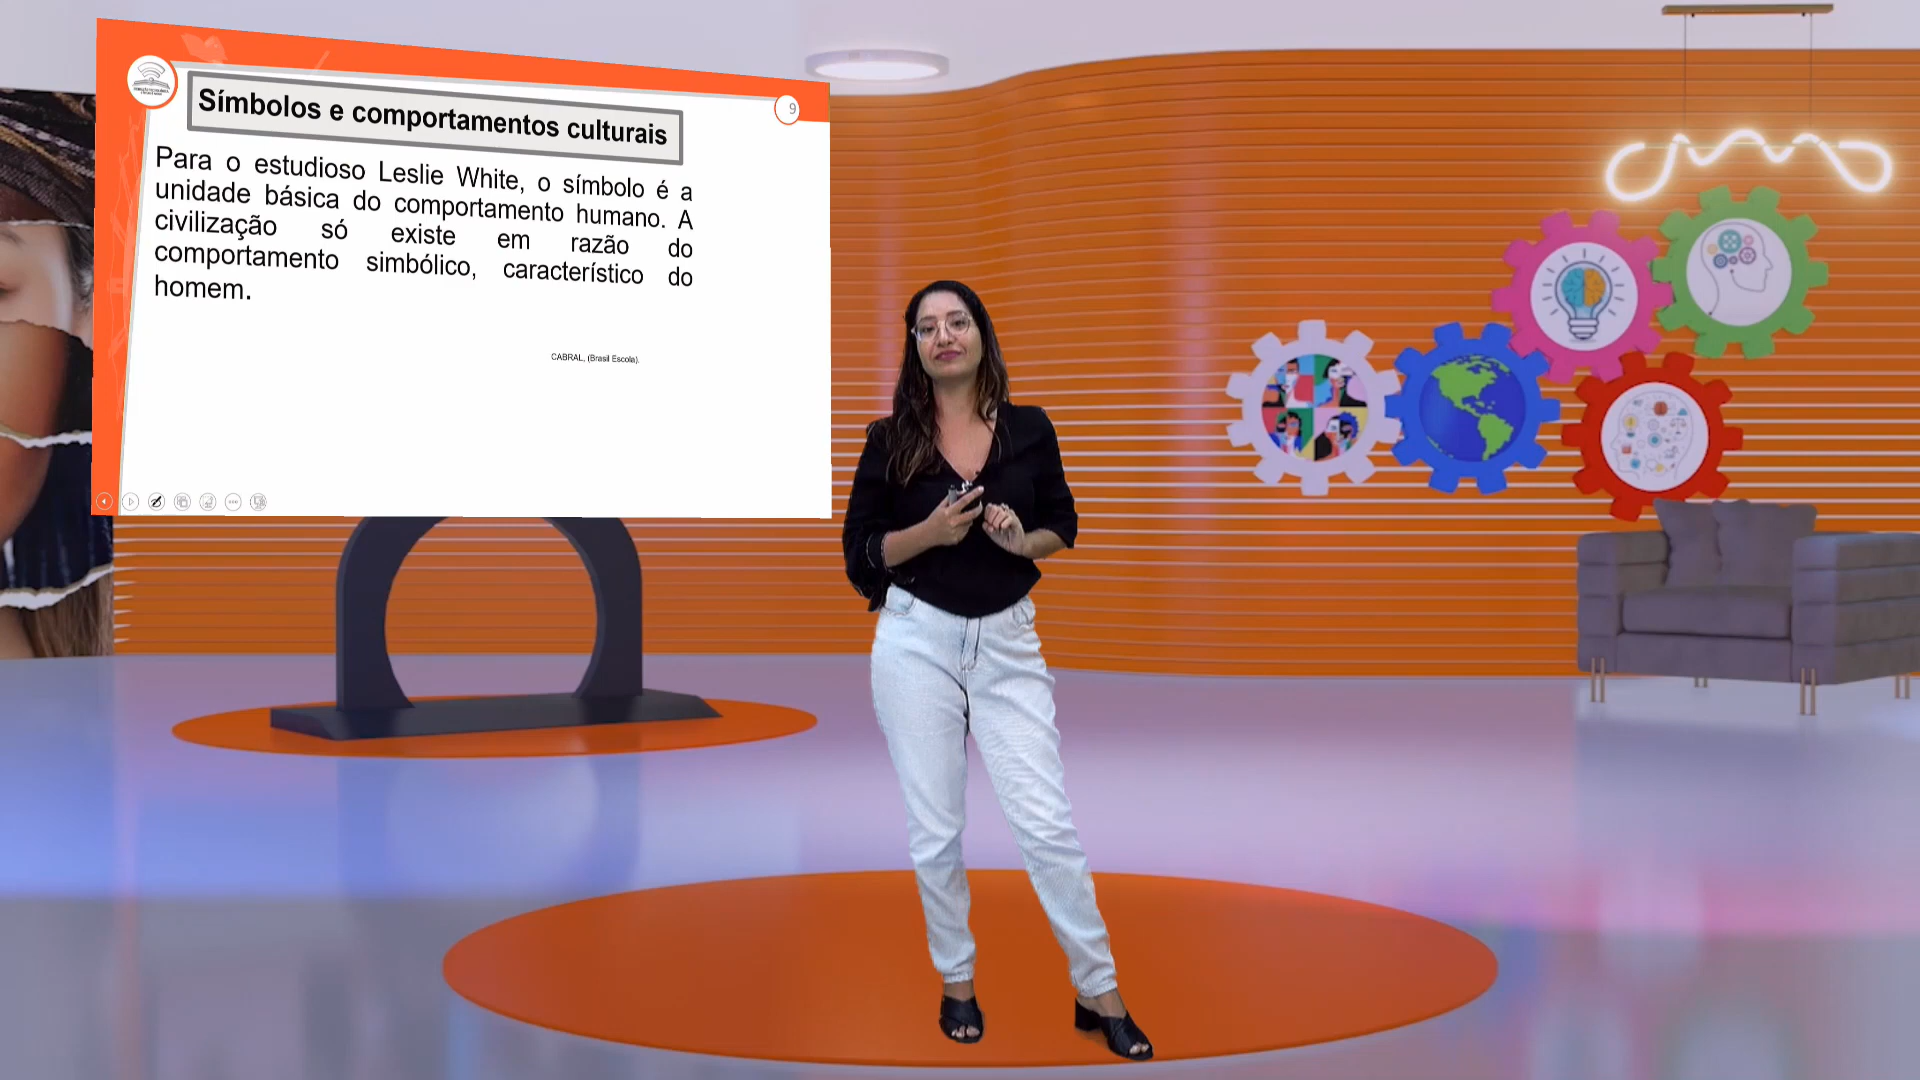 Símbolos e comportamentos culturais
9
Para o estudioso Leslie White, o símbolo é a
unidade básica do comportamento humano. A
civilização só existe em razão do
comportamento simbólico, característico do
homem.
CABRAL, (Brasil Escola).